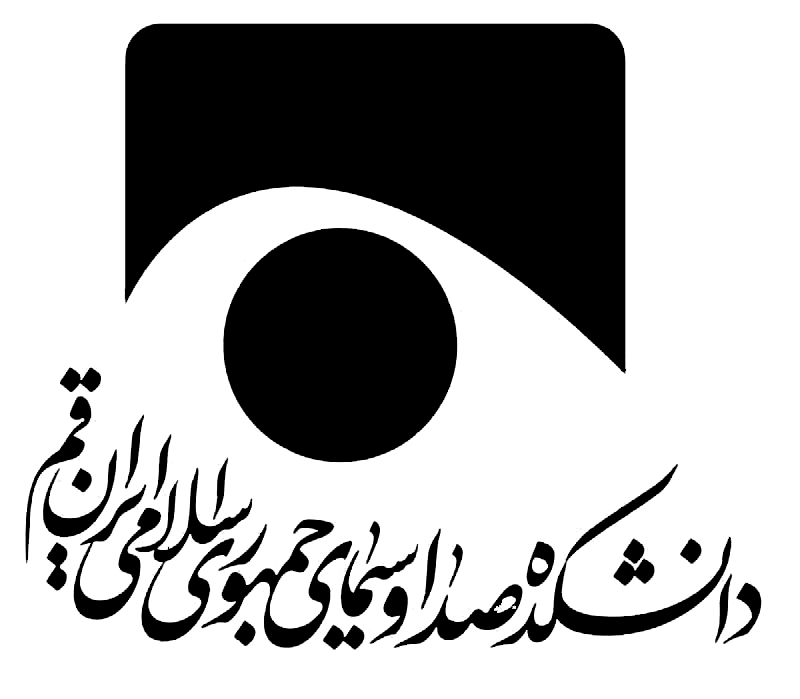 دانشکده صدا و سیمای جمهوری اسلامی ایران قم